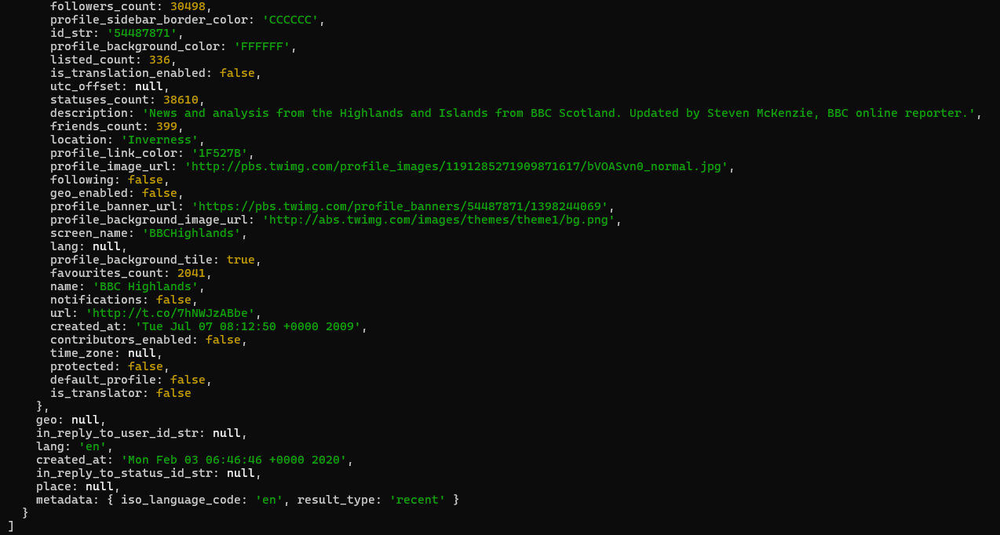 followers_count: 30498,
profile_sidebar_border_color: 'CCCCCC',
id_str: '54487871',
profile_background_color: 'FFFFFF',
listed_count: 336,
is_translation_enabled: false,
utc_offset: null,
statuses_count: 38610,
description: 'News and analysis from the Highlands and Islands from BBC Scotland. Updated by Steven McKenzie, BBC online reporter.',
friends_count: 399,
location: 'Inverness',
profile_link_color: '1F527B',
profile_image_url: 'http://pbs.twimg.com/profile_images/1191285271909871617/bVOASvn0_normal.jpg',
following: false,
geo_enabled: false,
profile_banner_url: 'https://pbs.twimg.com/profile_banners/54487871/1398244069',
profile_background_image_url: 'http://abs.twimg.com/images/themes/theme1/bg.png',
screen_name: 'BBCHighlands',
lang: null,
profile_background_tile: true,
favourites_count: 2041,
name: 'BBC Highlands',
notifications: false,
url: 'http://t.co/7hNWJzABbe',
created_at: 'Tue Jul 07 08:12:50 +0000 2009',
contributors_enabled: false,
time_zone: null,
protected: false,
default_profile: false,
is_translator: false
},
geo: null,
in_reply_to_user_id_str: null,
lang: 'en',
created_at: 'Mon Feb 03 06:46:46 +0000 2020',
in_reply_to_status_id_str: null,
place: null,
metadata: { iso_language_code: 'en', result_type: 'recent' }
}
]